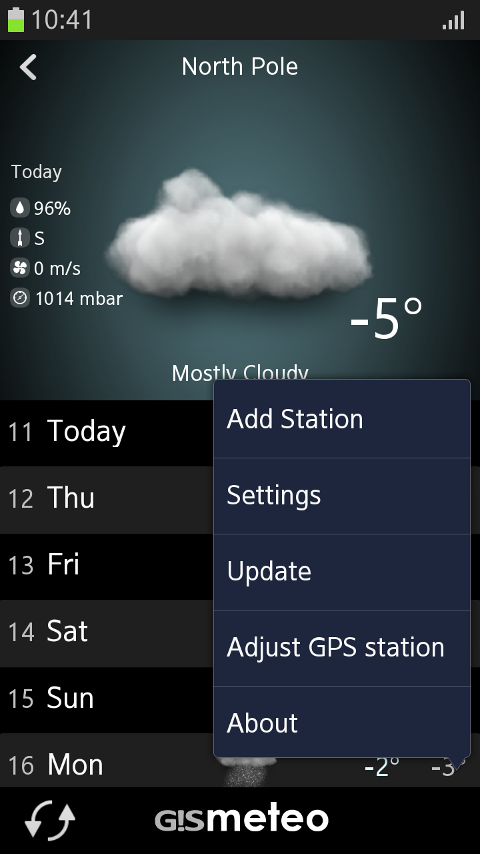 10:41
North Pole
Today
96%
S
0 m/s
1014 mbar
-5°
Mostly Cloudy
11 Today
12 Thu
13 Fri
14 Sat
15 Sun
16 Mon -2° -3°
Add Station
Settings
Update
Adjust GPS station
About
G!Smeteo